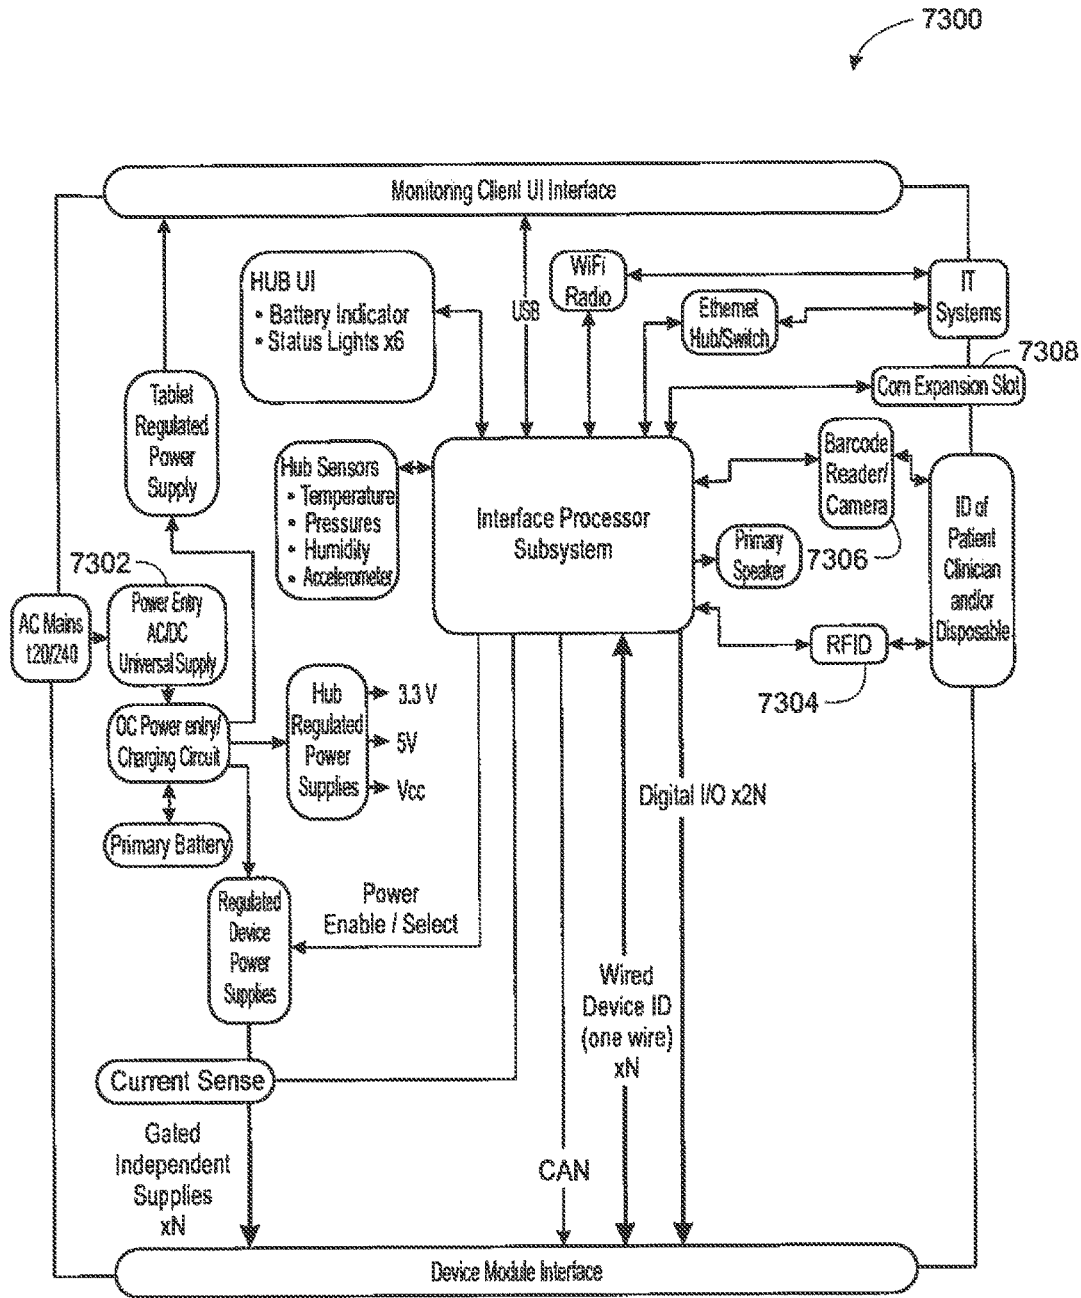 7300
Monitoring Client UI Interface
HUB UI
• Battery Indicator
• Status Lights x6
USB
WiFi
Radio
Ethernet
Hub/Switch
IT
Systems
7308
Com Expansion Slot
Tablet
Regulated
Power
Supply
Hub Sensors
• Temperature
• Pressures
• Humidity
• Accelerometer
Interface Processor
Subsystem
Barcode
Reader/
Camera
7306
Primary
Speaker
ID of
Patient
Clinician
and/or
Disposable
RFID
7304
7302
Power Entry
AC/DC
Universal Supply
AC Mains
120/240
OC Power entry/
Charging Circuit
Primary Battery
Hub
Regulated
Power
Supplies
3.3 V
5V
Vcc
Digital I/O x2N
Regulated
Device
Power
Supplies
Power
Enable / Select
Wired
Device ID
(one wire)
xN
Current Sense
Gated
Independent
Supplies
xN
CAN
Device Module Interface